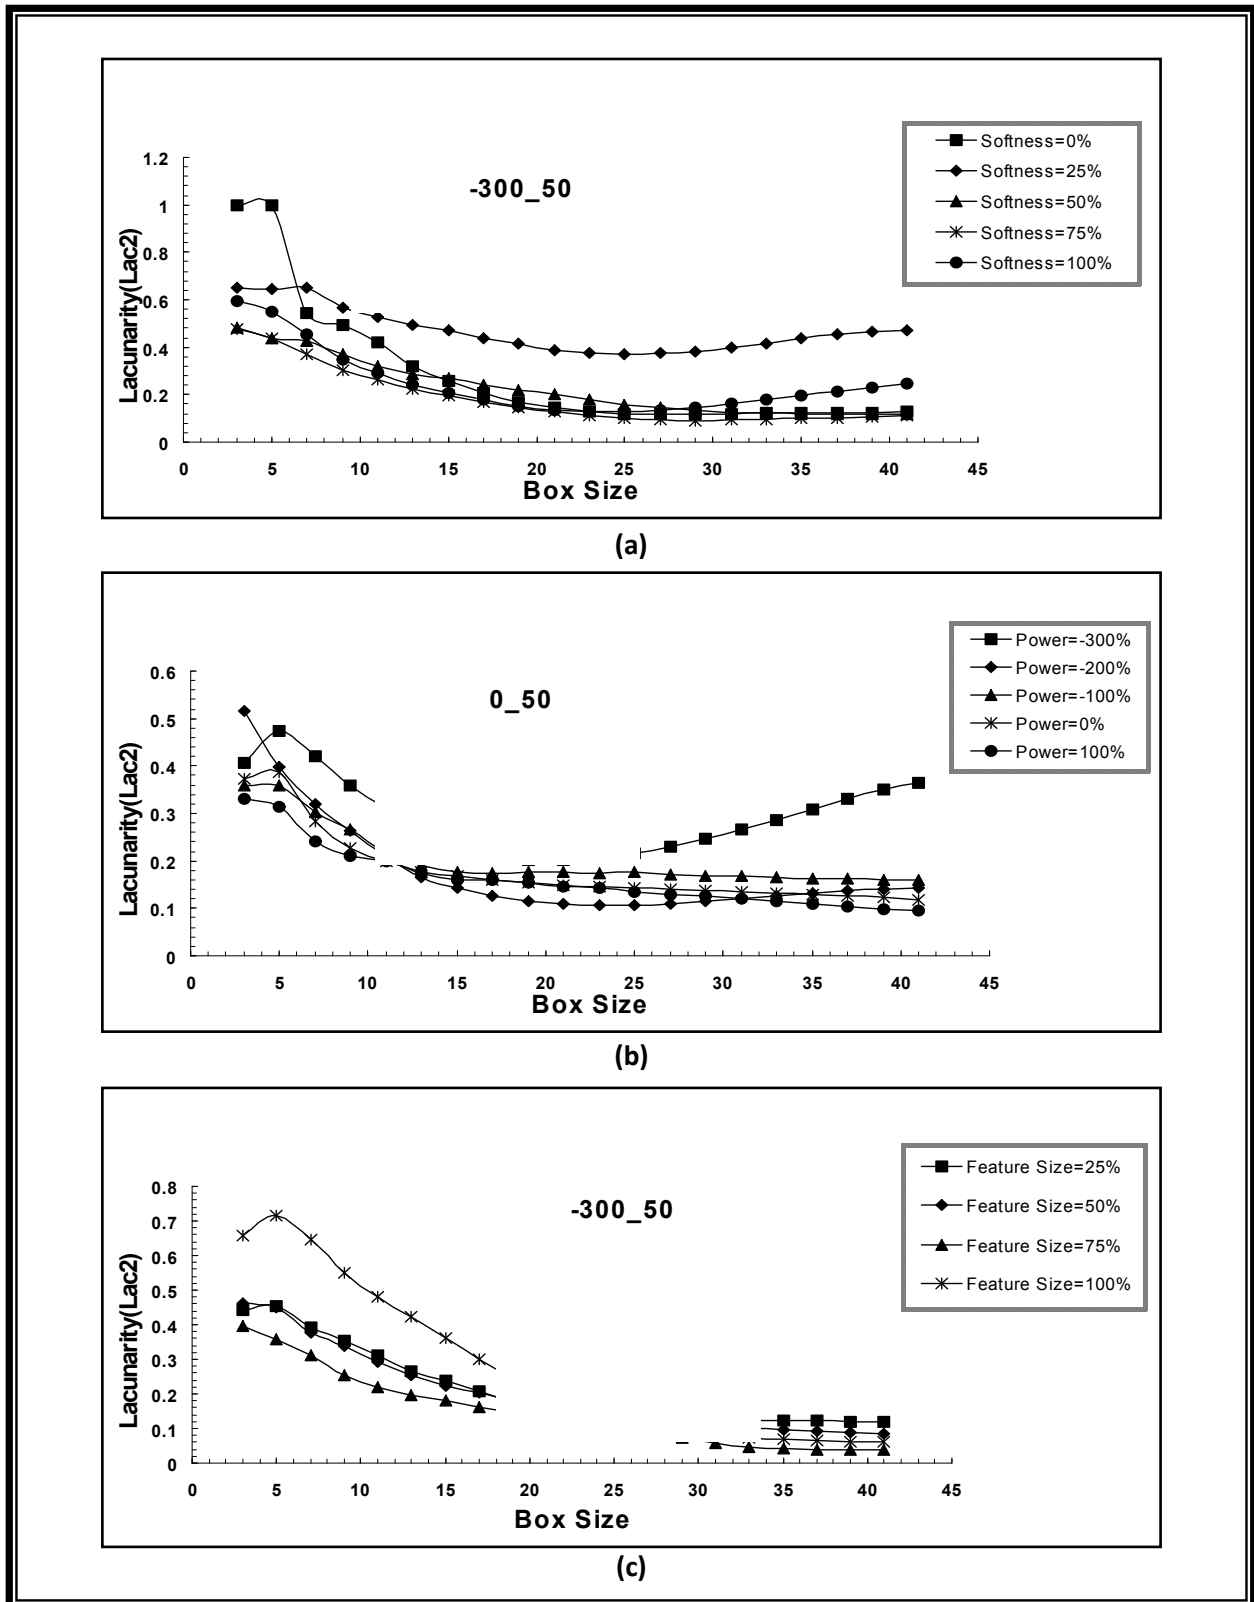 Softness=0%
Softness=25%
Softness=50%
Softness=75%
Softness=100%
-300_50
Lacunarity(Lac2)
1.2
1
0.8
0.6
0.4
0.2
0
0 5 10 15 20 25 30 35 40 45
Box Size
(a)
Power=-300%
Power=-200%
Power=-100%
Power=0%
Power=100%
0_50
Lacunarity(Lac2)
0.6
0.5
0.4
0.3
0.2
0.1
0
0 5 10 15 20 25 30 35 40 45
Box Size
(b)
Feature Size=25%
Feature Size=50%
Feature Size=75%
Feature Size=100%
-300_50
Lacunarity(Lac2)
0.8
0.7
0.6
0.5
0.4
0.3
0.2
0.1
0
0 5 10 15 20 25 30 35 40 45
Box Size
(c)